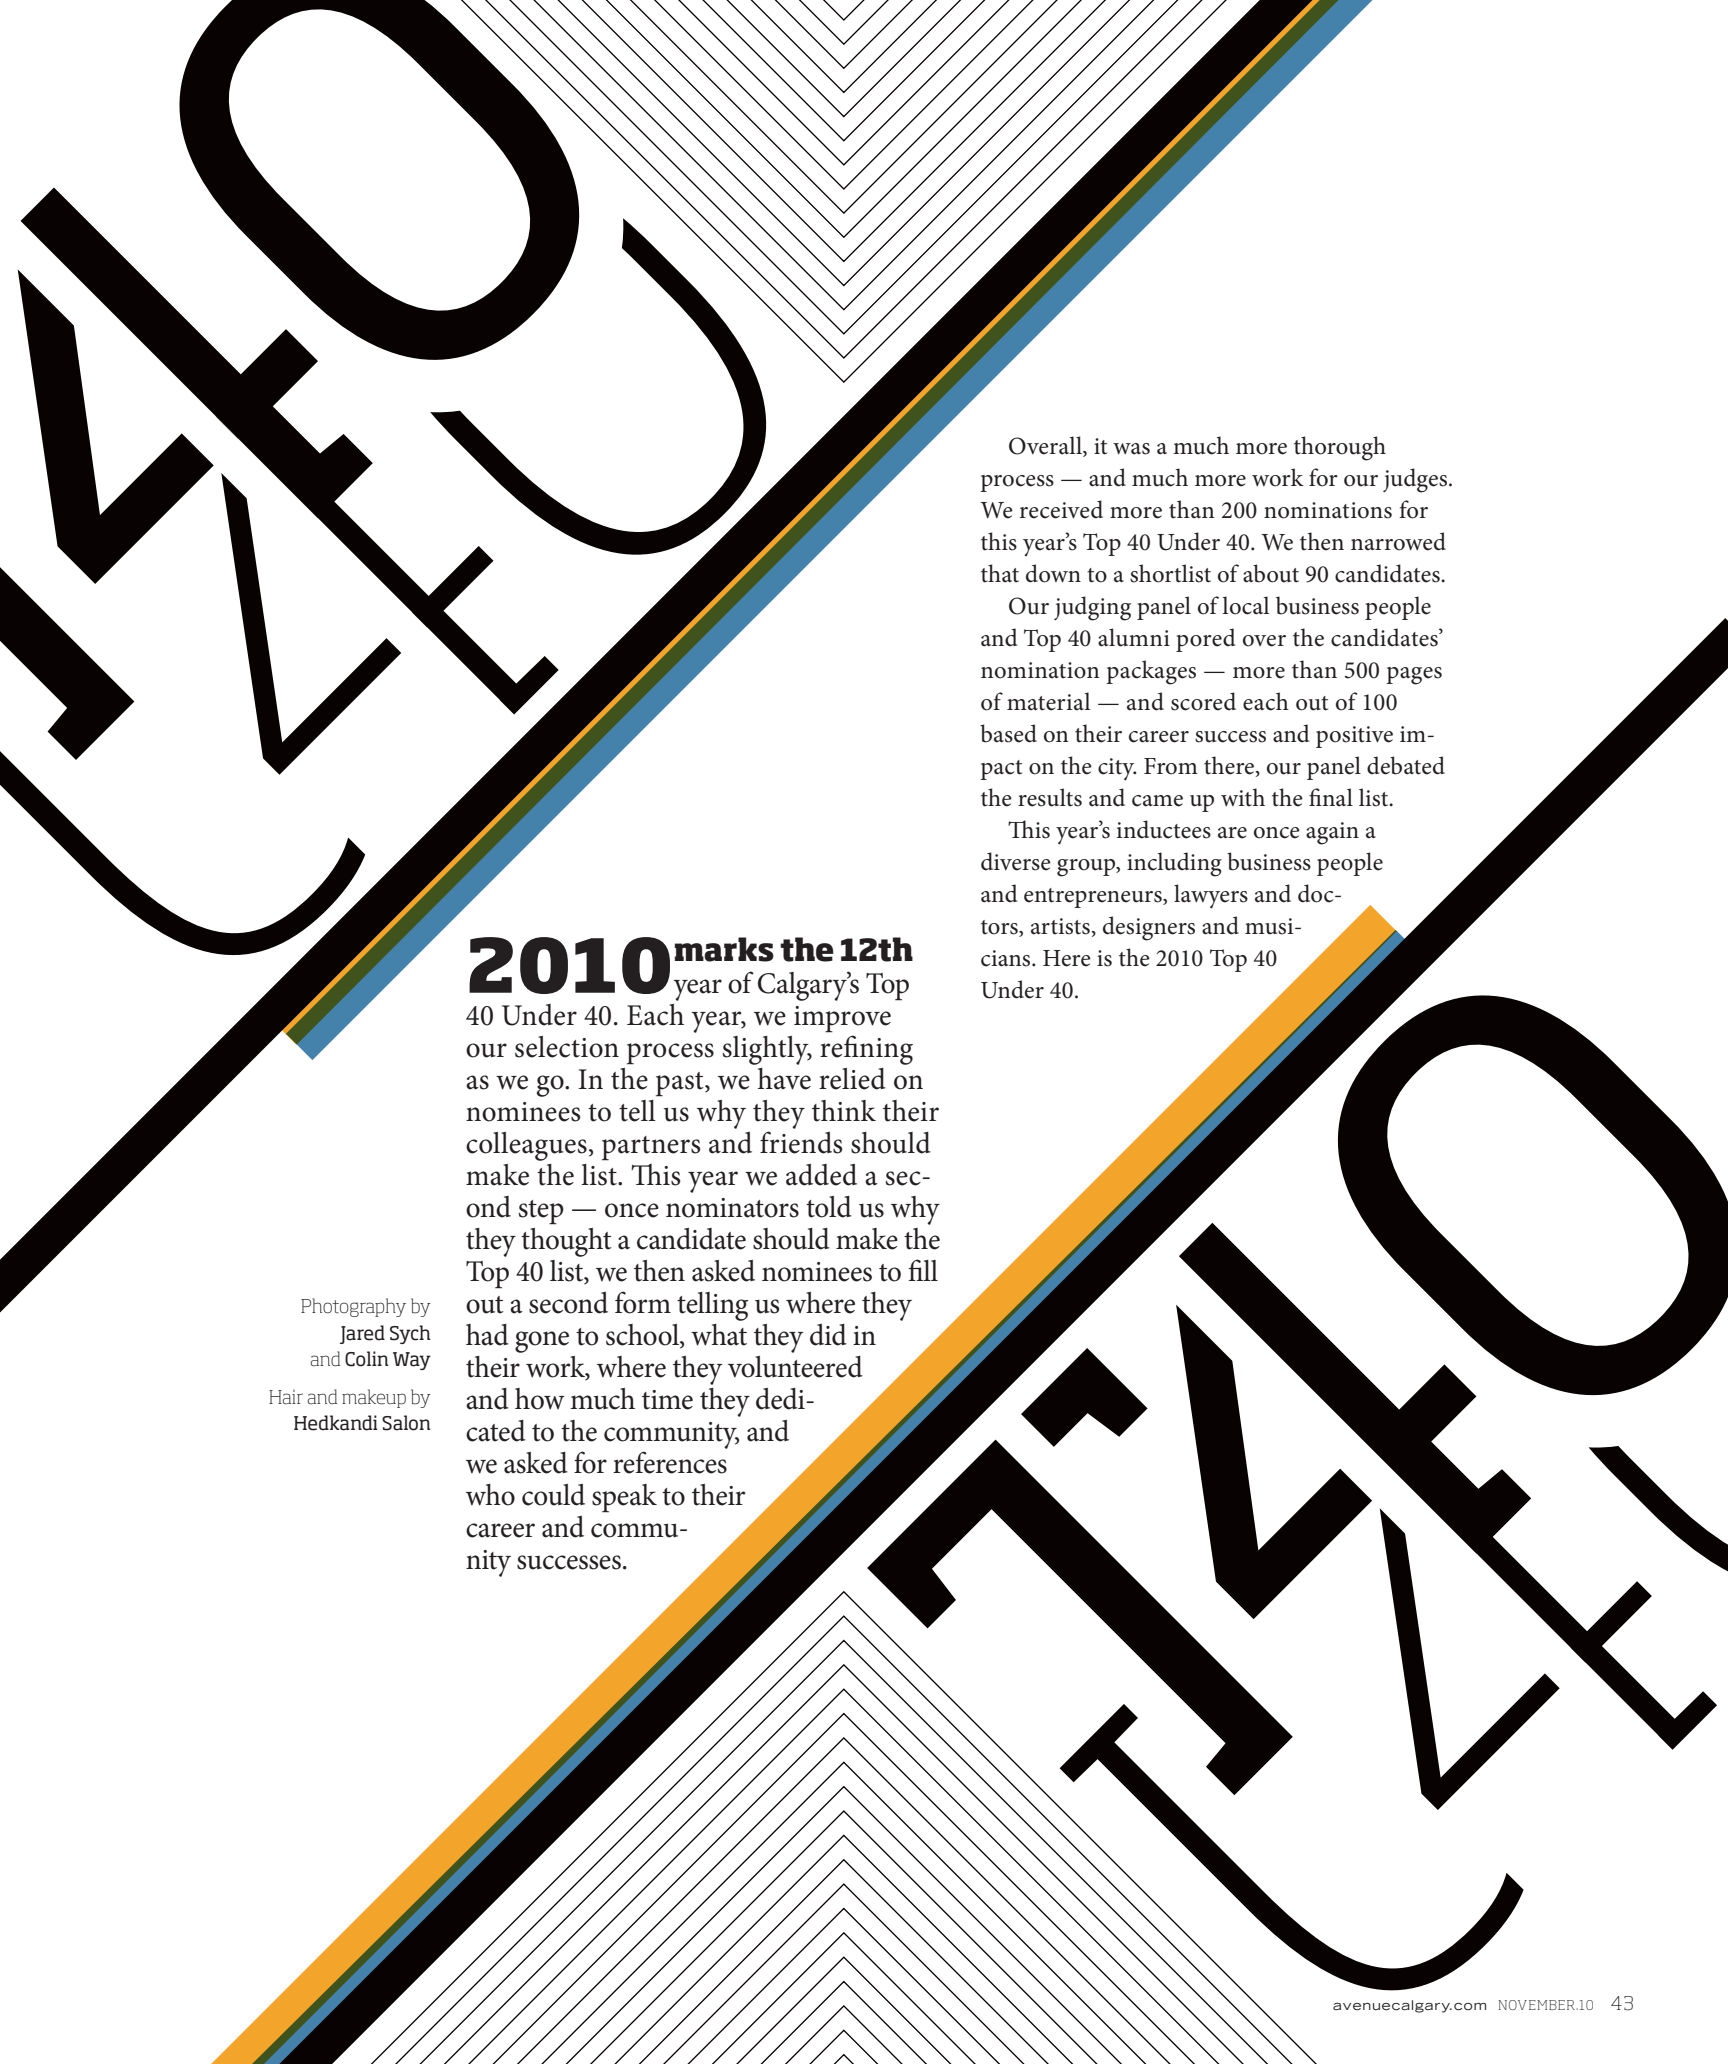 2010 marks the 12th
year of Calgary’s Top
40 Under 40. Each year, we improve
our selection process slightly, refining
as we go. In the past, we have relied on
nominees to tell us why they think their
colleagues, partners and friends should
make the list. This year we added a sec-
ond step — once nominators told us why
they thought a candidate should make the
Top 40 list, we then asked nominees to fill
out a second form telling us where they
had gone to school, what they did in
their work, where they volunteered
and how much time they dedi-
cated to the community, and
we asked for references
who could speak to their
career and commu-
nity successes.
Overall, it was a much more thorough
process — and much more work for our judges.
We received more than 200 nominations for
this year’s Top 40 Under 40. We then narrowed
that down to a shortlist of about 90 candidates.
Our judging panel of local business people
and Top 40 alumni pored over the candidates’
nomination packages — more than 500 pages
of material — and scored each out of 100
based on their career success and positive im-
pact on the city. From there, our panel debated
the results and came up with the final list.
This year’s inductees are once again a
diverse group, including business people
and entrepreneurs, lawyers and doc-
tors, artists, designers and musi-
cians. Here is the 2010 Top 40
Under 40.
Photography by
Jared Sych
and Colin Way
Hair and makeup by
Hedkandi Salon
avenuecalgary.com NOVEMBER.10 43